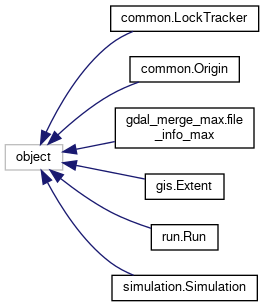 common.LockTracker
common.Origin
gdal_merge_max.file
_info_max
object
gis.Extent
run.Run
simulation.Simulation